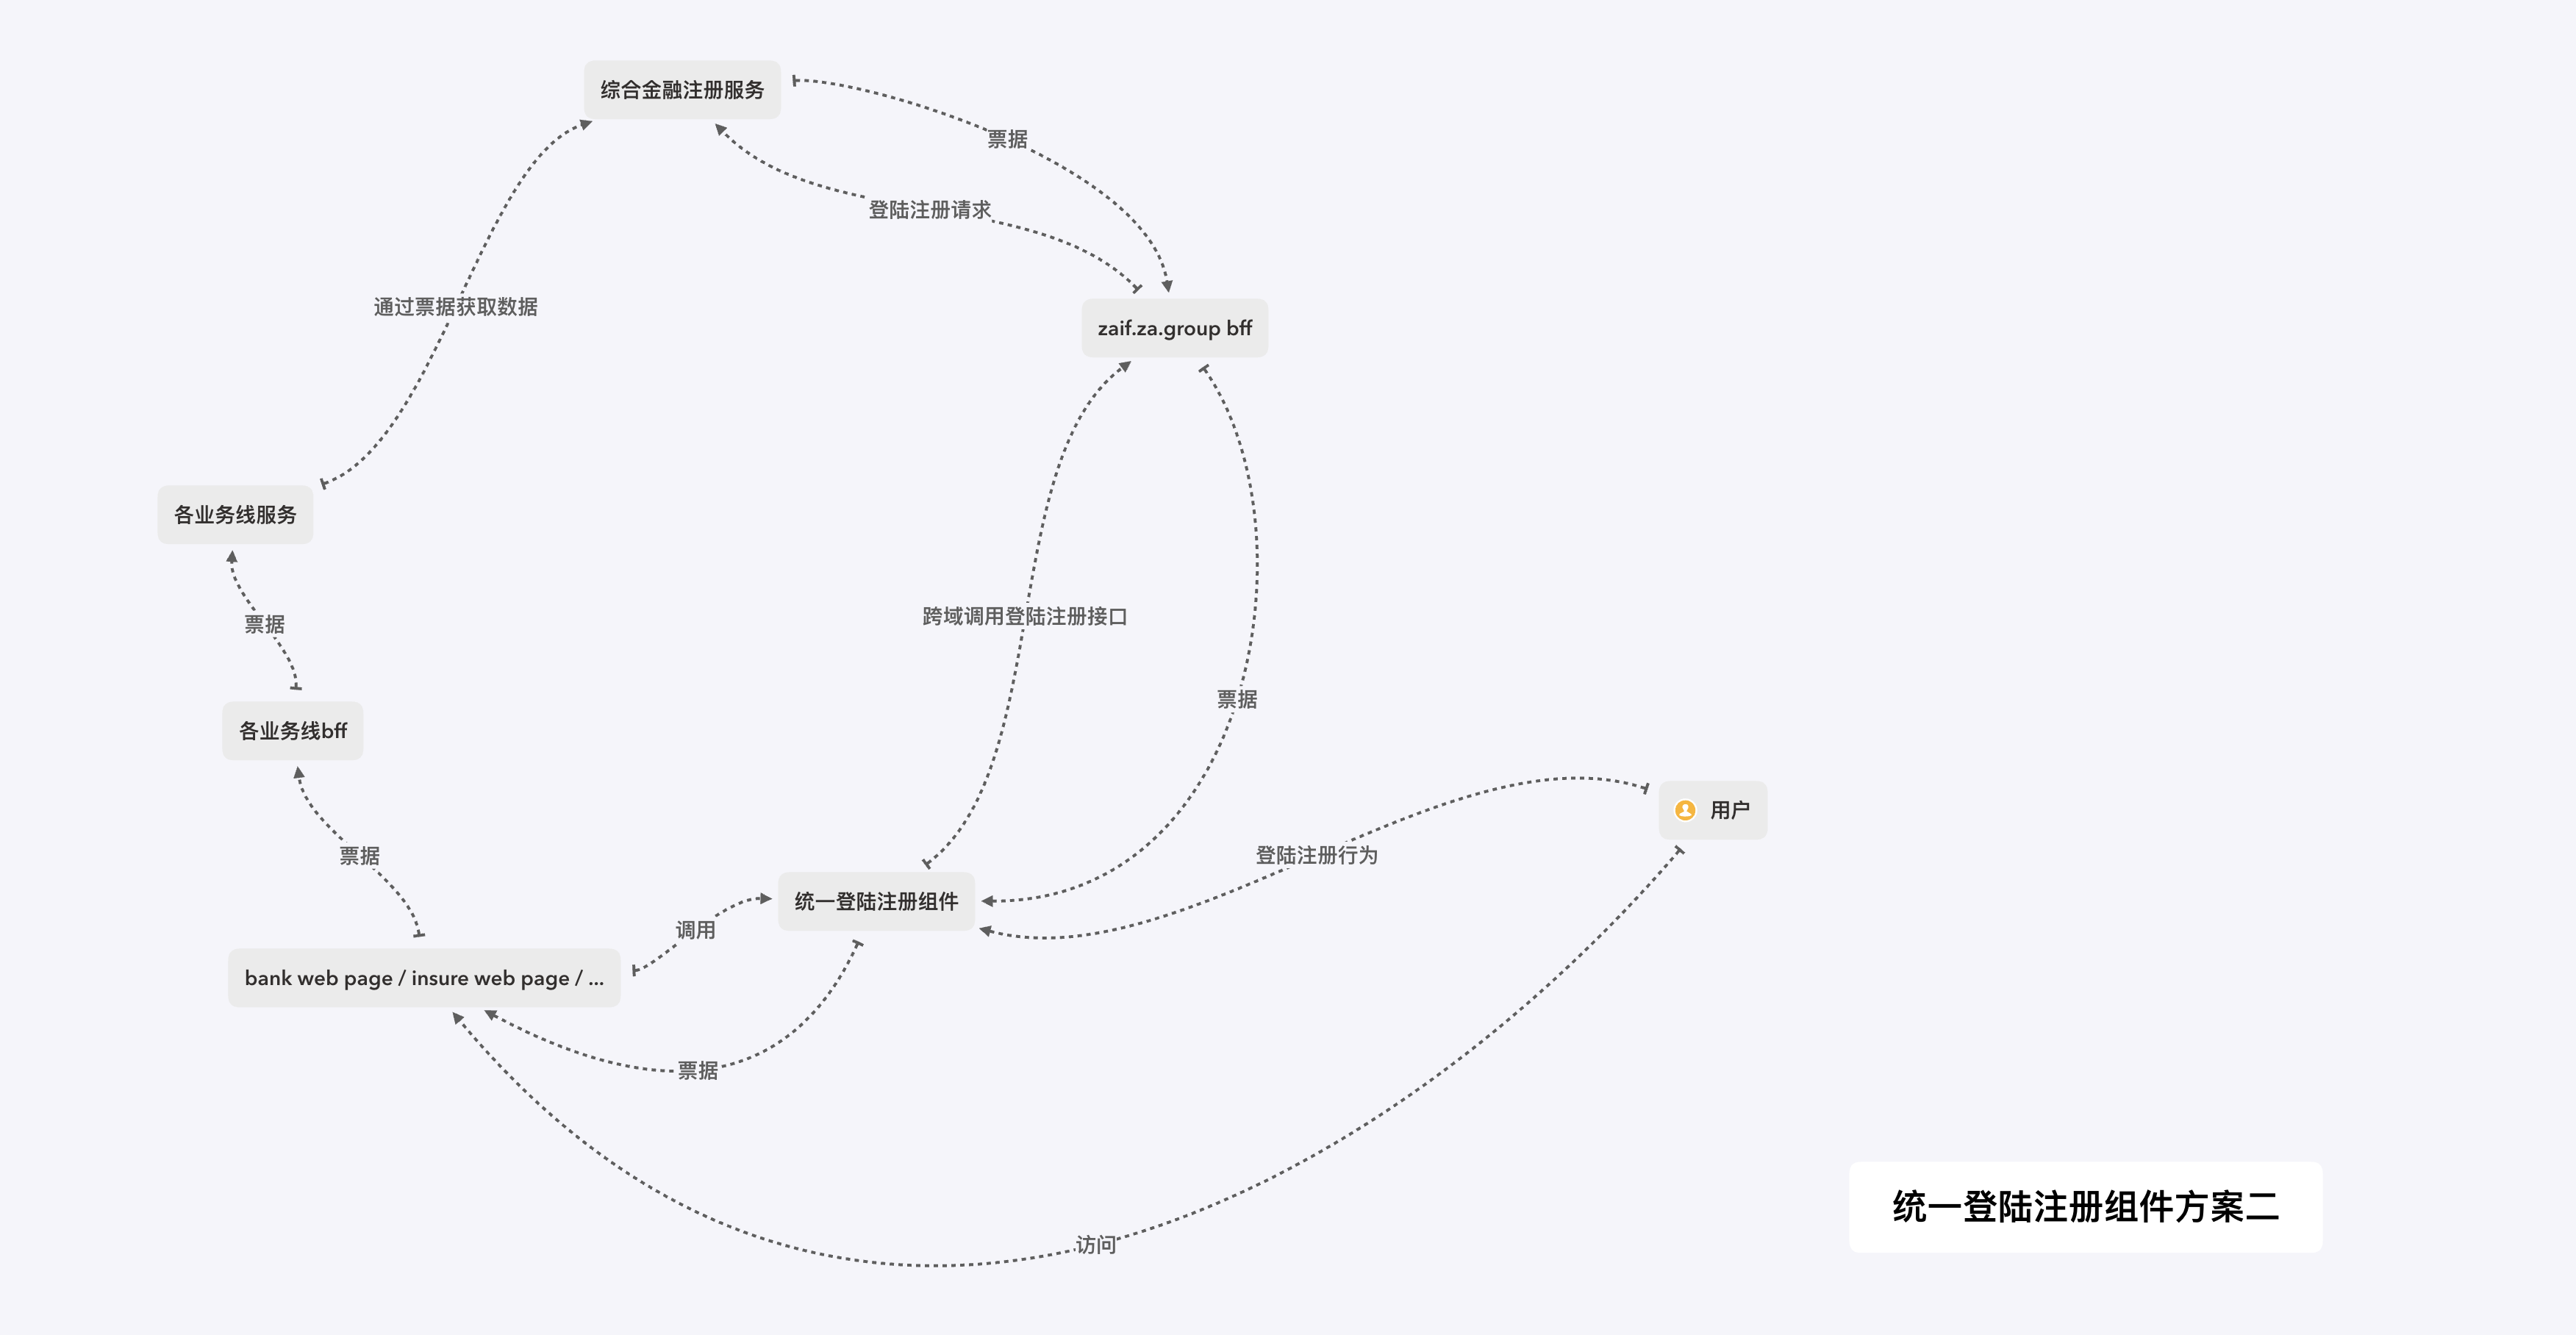 综合金融注册服务
票据
登陆注册请求
通过票据获取数据
zaif.za.group bff
各业务线服务
票据
跨域调用登陆注册接口
票据
各业务线bff
用户
票据
登陆注册行为
统一登陆注册组件
调用
bank web page / insure web page / ...
票据
统一登陆注册组件方案二
访问